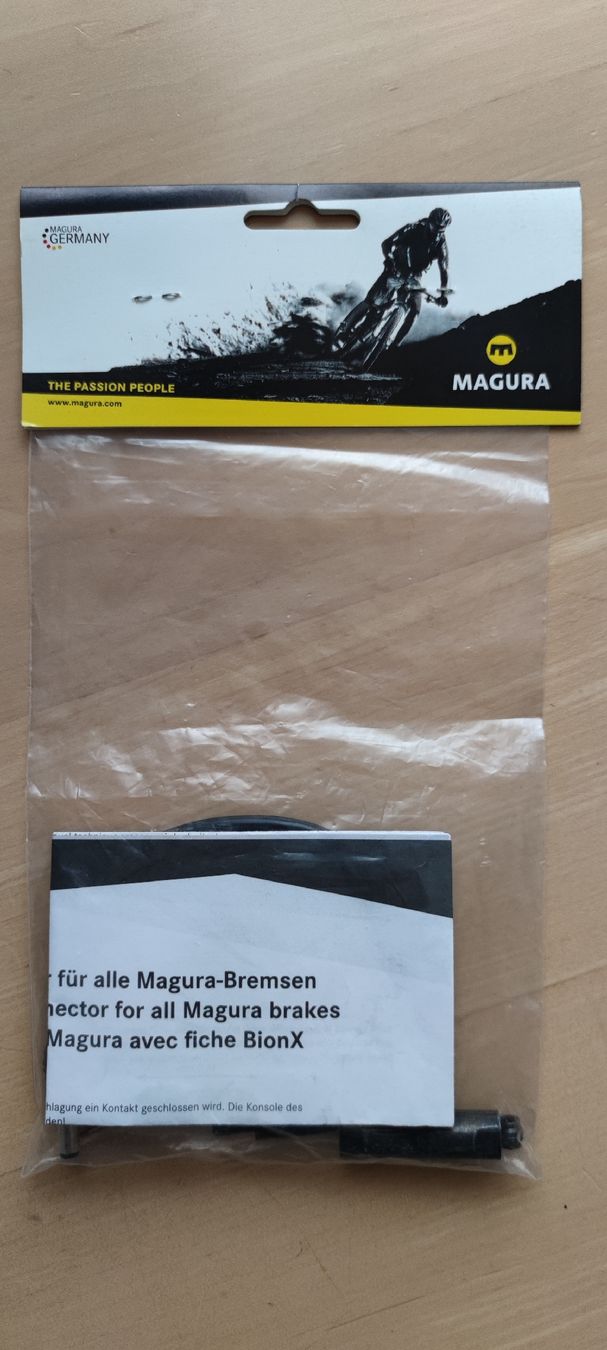 MAGURA
GERMANY
THE PASSION PEOPLE
www.magura.com
MAGURA
für alle Magura-Bremsen
nector for all Magura brakes
Magura avec fiche BionX
hlagung ein Kontakt geschlossen wird. Die Konsole des
den!